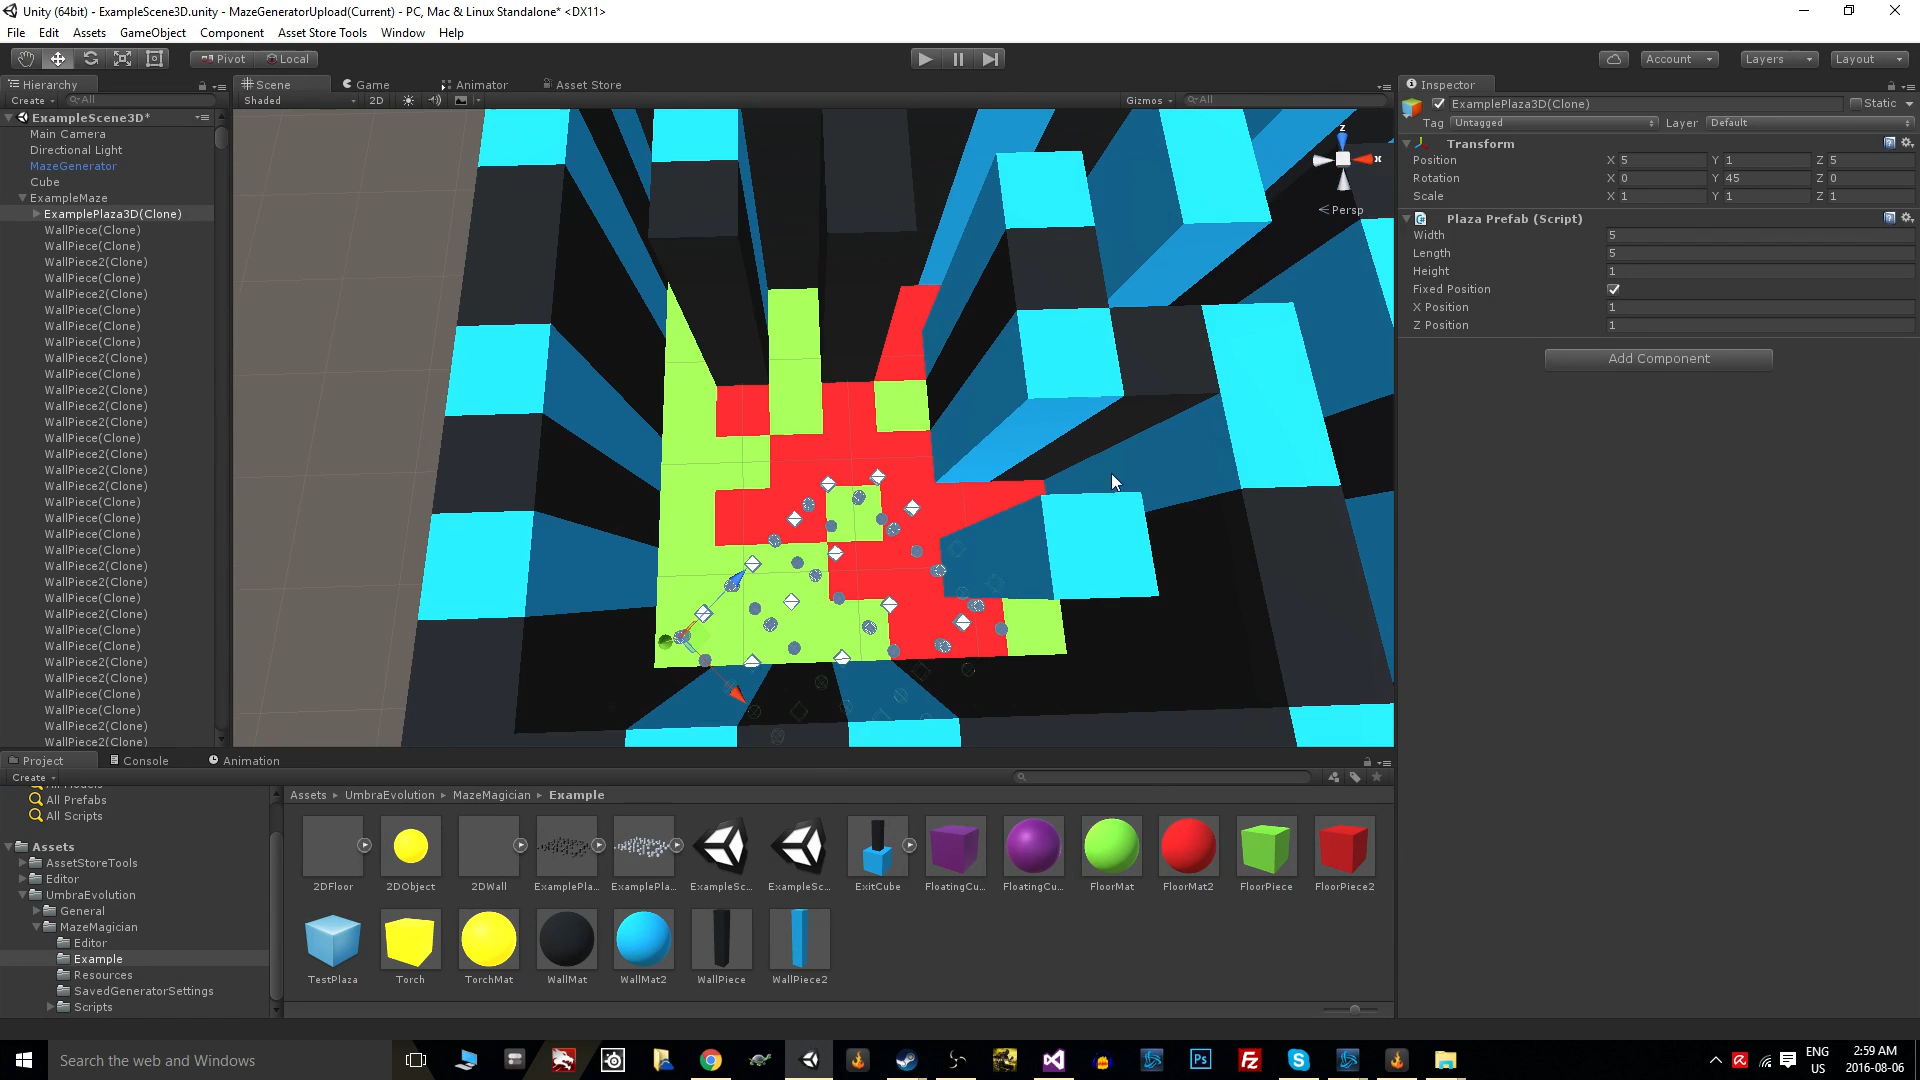 Unity (64bit) - ExampleScene3D.unity - MazeGeneratorUpload(Current) - PC, Mac & Linux Standalone* <DX11>
File Edit Assets GameObject Component Asset Store Tools Window Help
Pivot Local Account Layers Layout
Hierarchy
Create All
ExampleScene3D*
Main Camera
Directional Light
MazeGenerator
Cube
ExampleMaze
ExamplePlaza3D(Clone)
WallPiece(Clone)
WallPiece(Clone)
WallPiece2(Clone)
WallPiece(Clone)
WallPiece2(Clone)
WallPiece(Clone)
WallPiece(Clone)
WallPiece(Clone)
WallPiece2(Clone)
WallPiece(Clone)
WallPiece2(Clone)
WallPiece2(Clone)
WallPiece2(Clone)
WallPiece(Clone)
WallPiece2(Clone)
WallPiece2(Clone)
WallPiece2(Clone)
WallPiece(Clone)
WallPiece(Clone)
WallPiece(Clone)
WallPiece(Clone)
WallPiece2(Clone)
WallPiece2(Clone)
WallPiece(Clone)
WallPiece2(Clone)
WallPiece(Clone)
WallPiece2(Clone)
WallPiece(Clone)
WallPiece2(Clone)
WallPiece(Clone)
WallPiece(Clone)
WallPiece2(Clone)
WallPiece2(Clone)
Scene Game Animator Asset Store
Shaded 2D Gizmos All
z
x
Persp
Inspector
ExamplePlaza3D(Clone) Static
Tag Untagged Layer Default
Transform
Position X 5 Y 1 Z 5
Rotation X 0 Y 45 Z 0
Scale X 1 Y 1 Z 1
Plaza Prefab (Script)
Width 5
Length 5
Height 1
Fixed Position
X Position 1
Z Position 1
Add Component
Project Console Animation
Create
All Models
All Prefabs
All Scripts
Assets
AssetStoreTools
Editor
UmbraEvolution
General
MazeMagician
Editor
Example
Resources
SavedGeneratorSettings
Scripts
Assets UmbraEvolution MazeMagician Example
2DFloor 2DObject 2DWall ExamplePla... ExamplePla... ExampleSc... ExampleSc... ExitCube FloatingCu... FloatingCu... FloorMat FloorMat2 FloorPiece FloorPiece2
TestPlaza Torch TorchMat WallMat WallMat2 WallPiece WallPiece2
Search the web and Windows
Ps
ENG
US
2:59 AM
2016-08-06